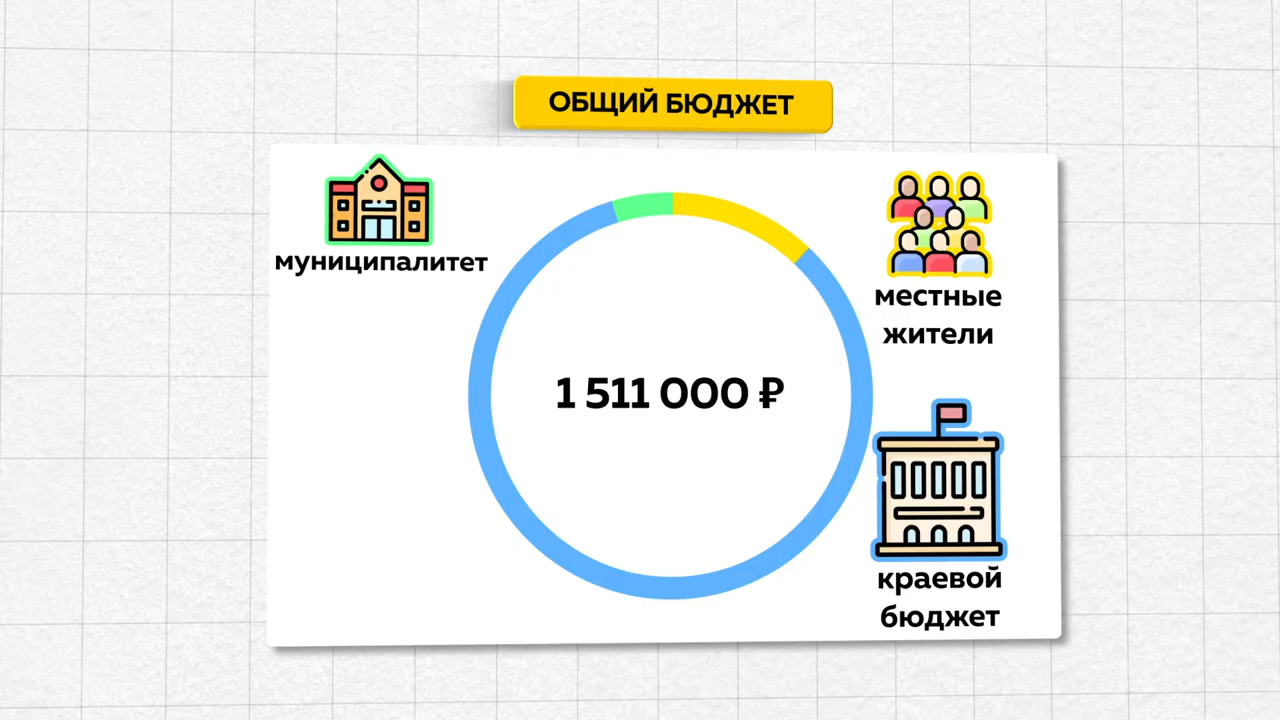 ОБЩИЙ БЮДЖЕТ
муниципалитет
местные
жители
1 511 000 ₽
краевой
бюджет